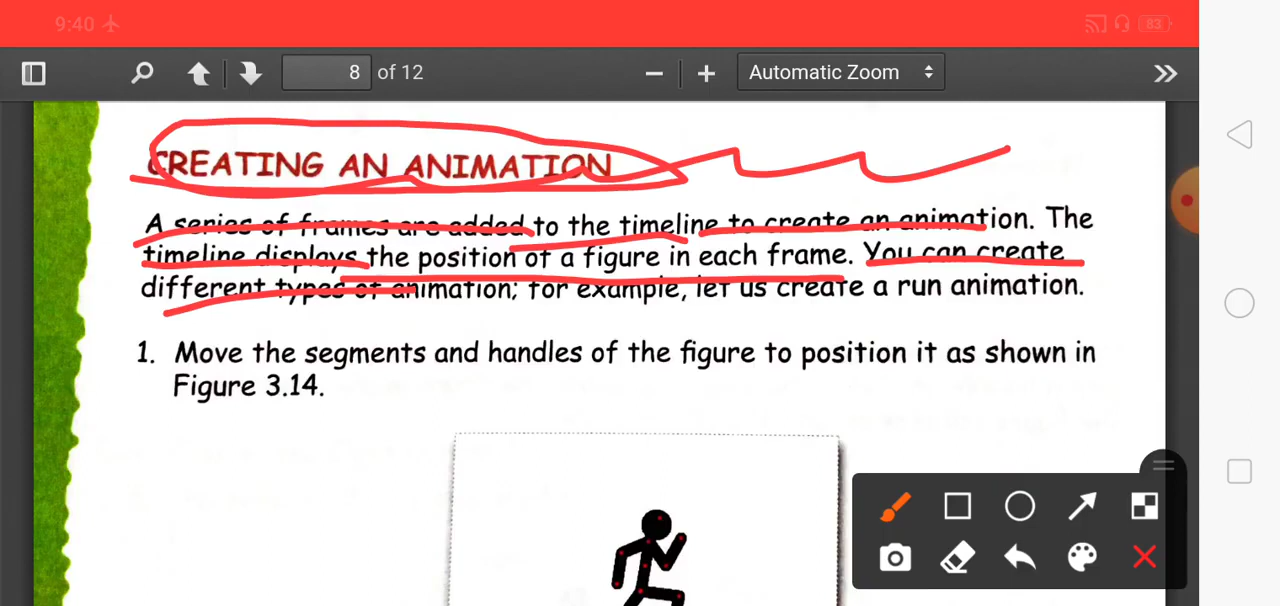 9:40
83
8 of 12
Automatic Zoom
CREATING AN ANIMATION
A series of frames are added to the timeline to create an animation. The
timeline displays the position of a figure in each frame. You can create
different types of animation; for example, let us create a run animation.
1. Move the segments and handles of the figure to position it as shown in
Figure 3.14.